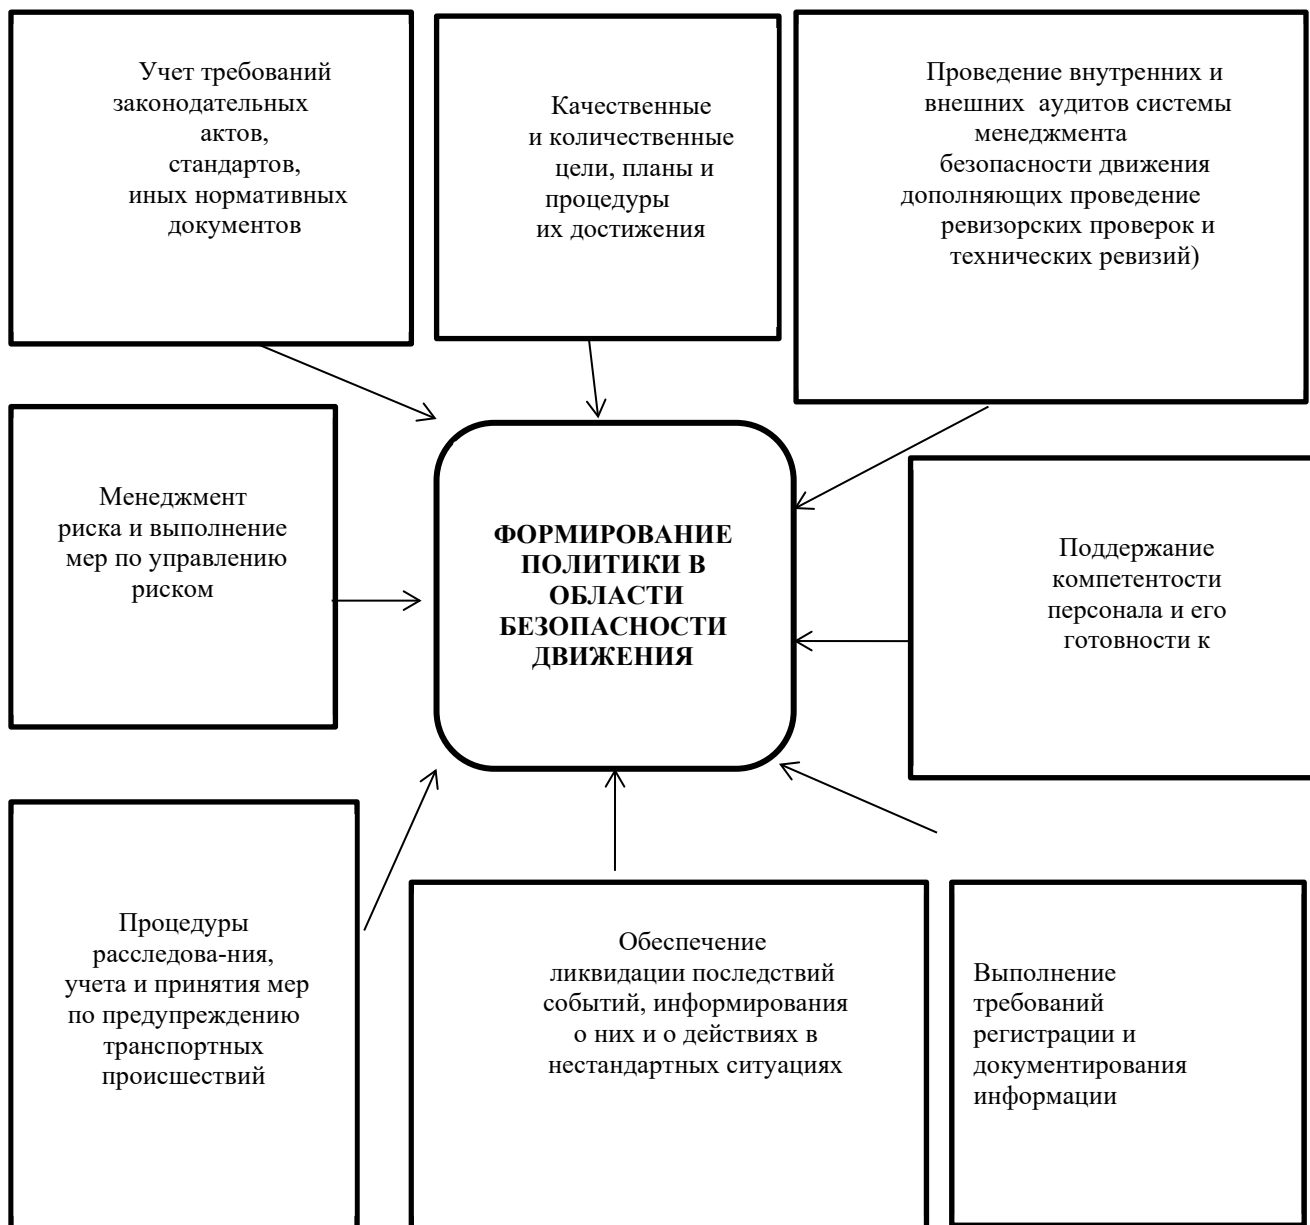 Учет требований
законодательных
актов,
стандартов,
иных нормативных
документов
Качественные
и количественные
цели, планы и
процедуры
их достижения
Проведение внутренних и
внешних аудитов системы
менеджмента
безопасности движения
дополняющих проведение
ревизорских проверок и
технических ревизий)
Менеджмент
риска и выполнение
мер по управлению
риском
ФОРМИРОВАНИЕ
ПОЛИТИКИ В
ОБЛАСТИ
БЕЗОПАСНОСТИ
ДВИЖЕНИЯ
Поддержание
компетентости
персонала и его
готовности к
Процедуры
расследова-ния,
учета и принятия мер
по предупреждению
транспортных
происшествий
Обеспечение
ликвидации последствий
событий, информирования
о них и о действиях в
нестандартных ситуациях
Выполнение
требований
регистрации и
документирования
информации